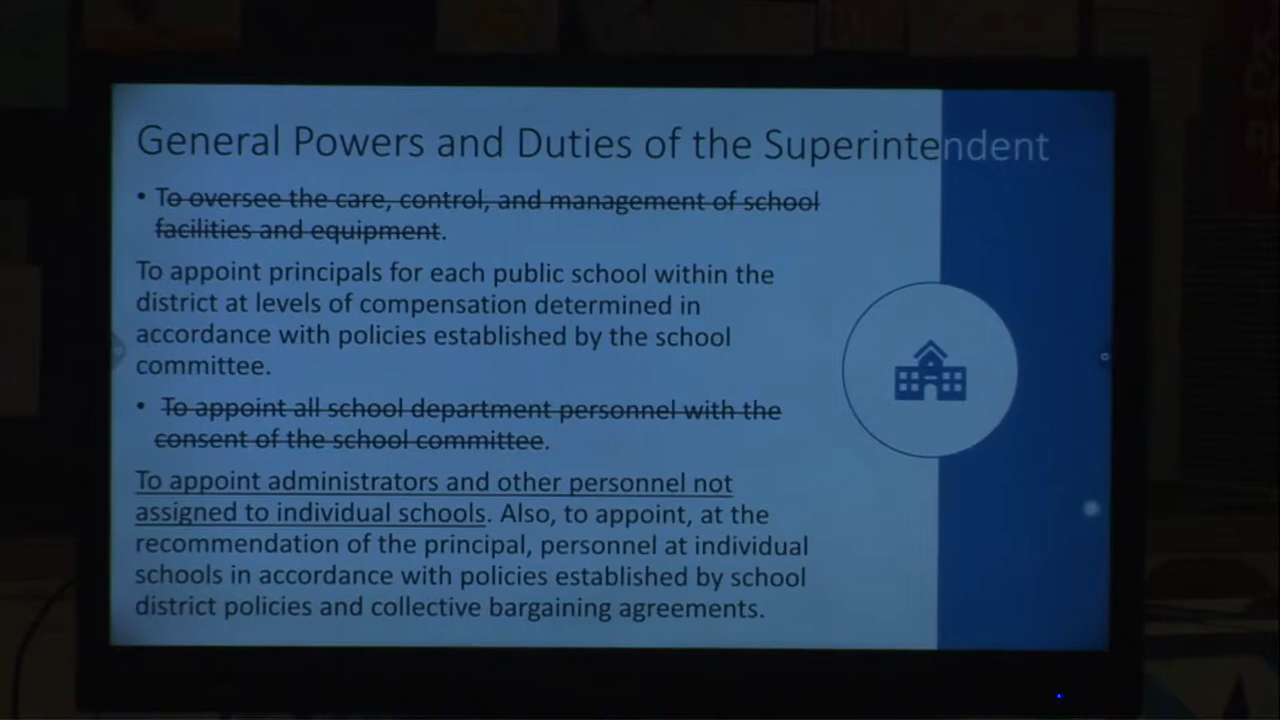 General Powers and Duties of the Superintendent
• To oversee the care, control, and management of school
facilities and equipment.
To appoint principals for each public school within the
district at levels of compensation determined in
accordance with policies established by the school
committee.
• To appoint all school department personnel with the
consent of the school committee.
To appoint administrators and other personnel not
assigned to individual schools. Also, to appoint, at the
recommendation of the principal, personnel at individual
schools in accordance with policies established by school
district policies and collective bargaining agreements.